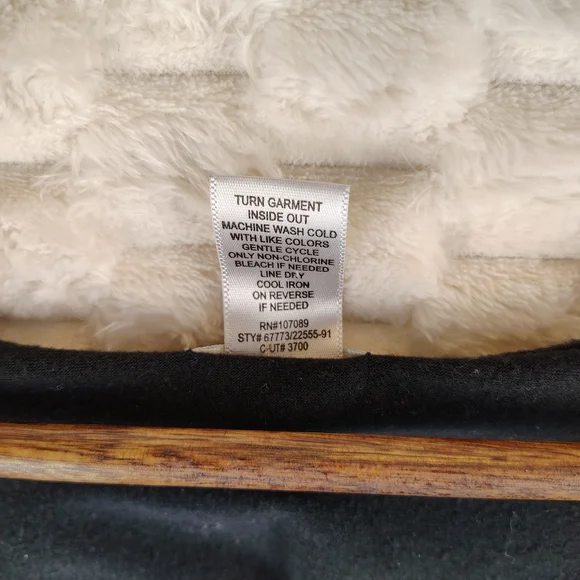 TURN GARMENT
INSIDE OUT
MACHINE WASH COLD
WITH LIKE COLORS
GENTLE CYCLE
ONLY NON-CHLORINE
BLEACH IF NEEDED
LINE DF.Y
COOL IRON
ON REVERSE
IF NEEDED
RN#107089
STY# 67773/22555-91
C UT# 3700